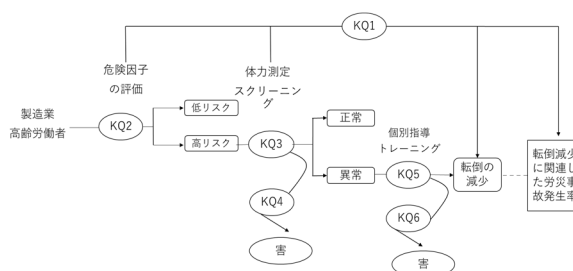 KQ1
危険因子
の評価
体力測定
スクリーニン
グ
製造業
高齢労働者
KQ2
低リスク
高リスク
KQ3
正常
異常
個別指導
トレーニング
KQ5
転倒の
減少
転倒減少
に関連し
た労災事
故発生率
KQ4
害
KQ6
害